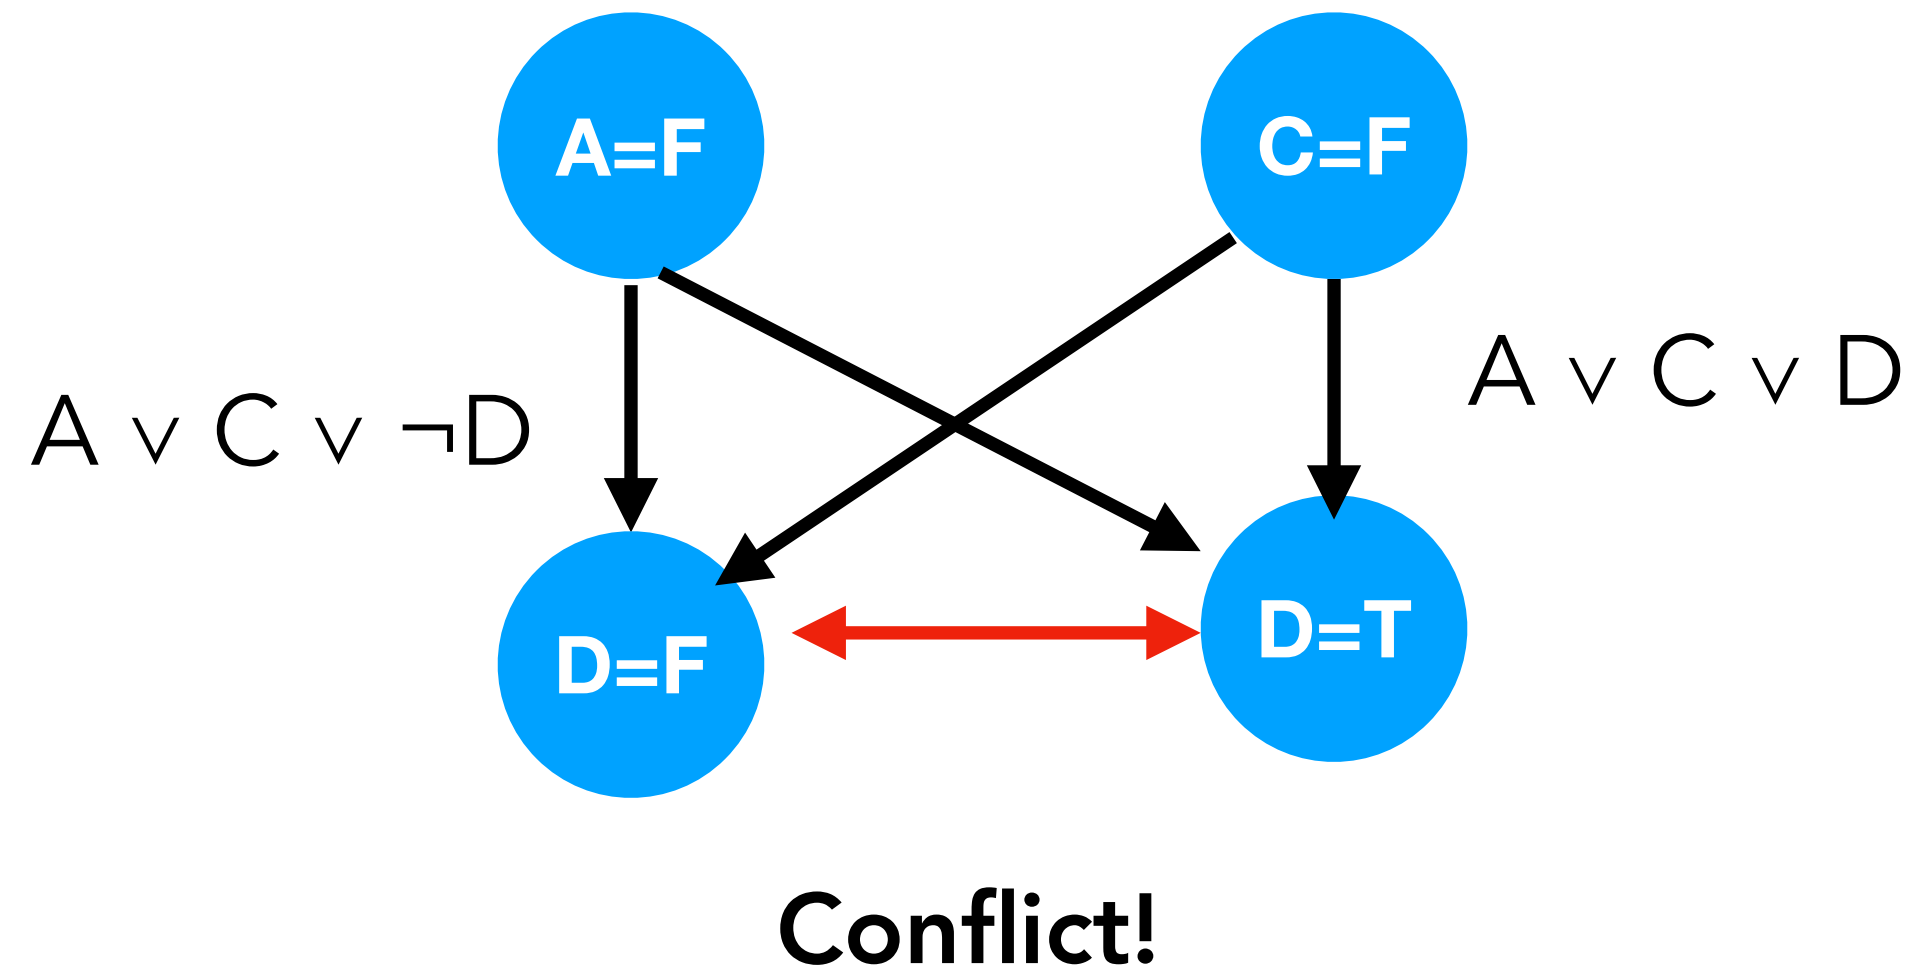 A=F
C=F
A ∨ C ∨ D
A ∨ C ∨ ¬D
D=F
D=T
Conflict!